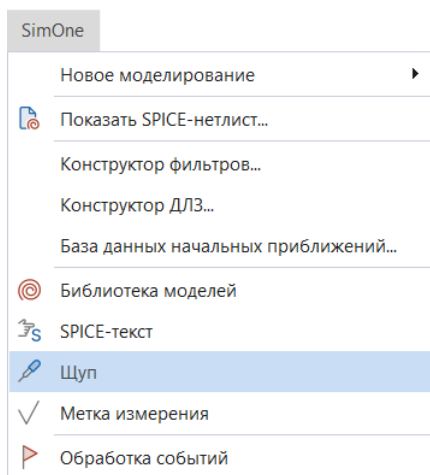 SimOne
Новое моделирование
Показать SPICE-нетлист...
Конструктор фильтров...
Конструктор ДЛЗ...
База данных начальных приближений...
Библиотека моделей
SPICE-текст
Щуп
Метка измерения
Обработка событий